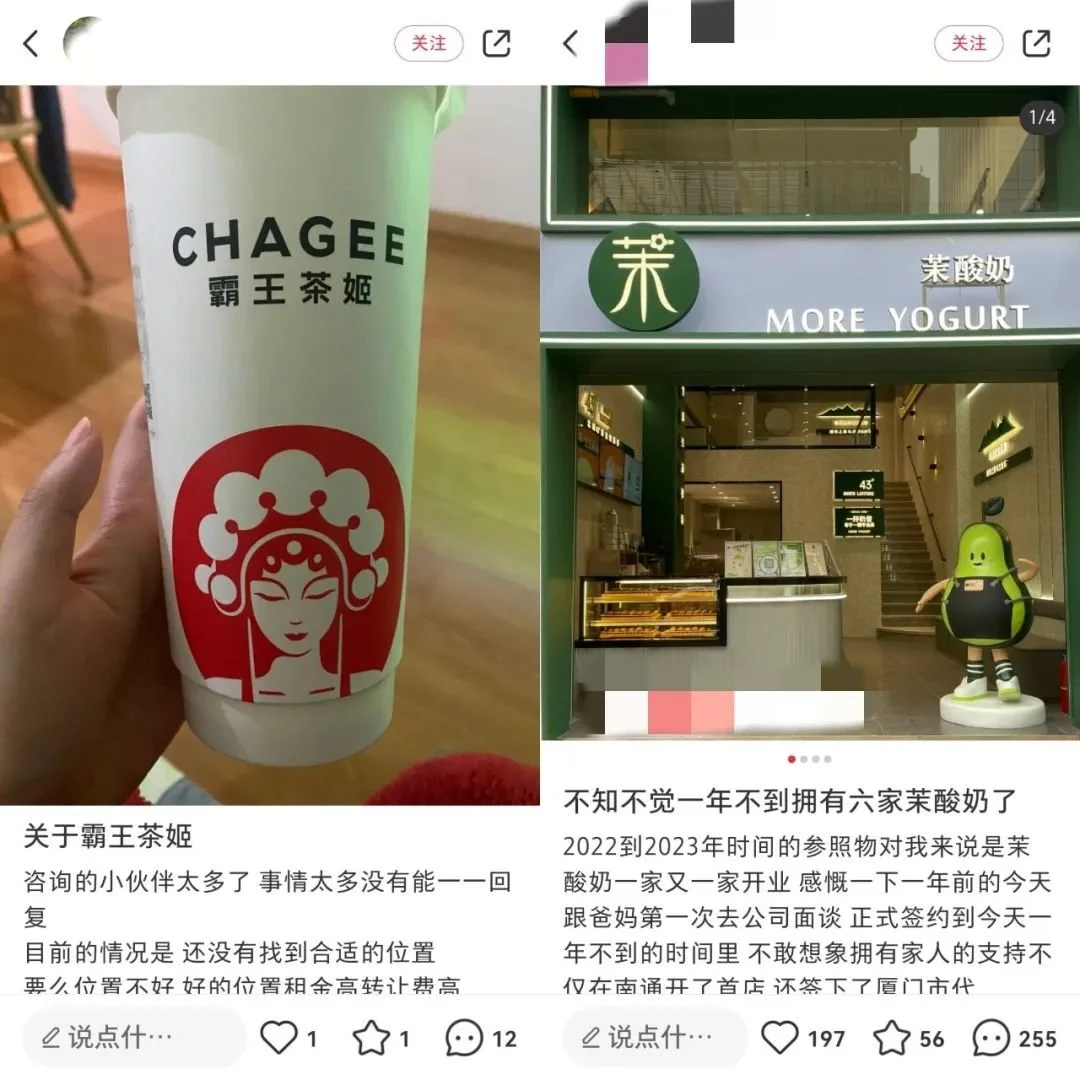 关注
CHAGEE
霸王茶姬
关于霸王茶姬
咨询的小伙伴太多了 事情太多没有能一一回
复
目前的情况是 还没有找到合适的位置
要么位置不好 好的位置租金高转让费高
说点什…
1
1
12
关注
1/4
茉
茉酸奶
MORE YOGURT
43°
一杯奶昔
不知不觉一年不到拥有六家茉酸奶了
2022到2023年时间的参照物对我来说是茉
酸奶一家又一家开业 感慨一下一年前的今天
跟爸妈第一次去公司面谈 正式签约到今天一
年不到的时间里 不敢想象拥有家人的支持不
仅在南通开了首店 还签下了厦门市代
说点什…
197
56
255